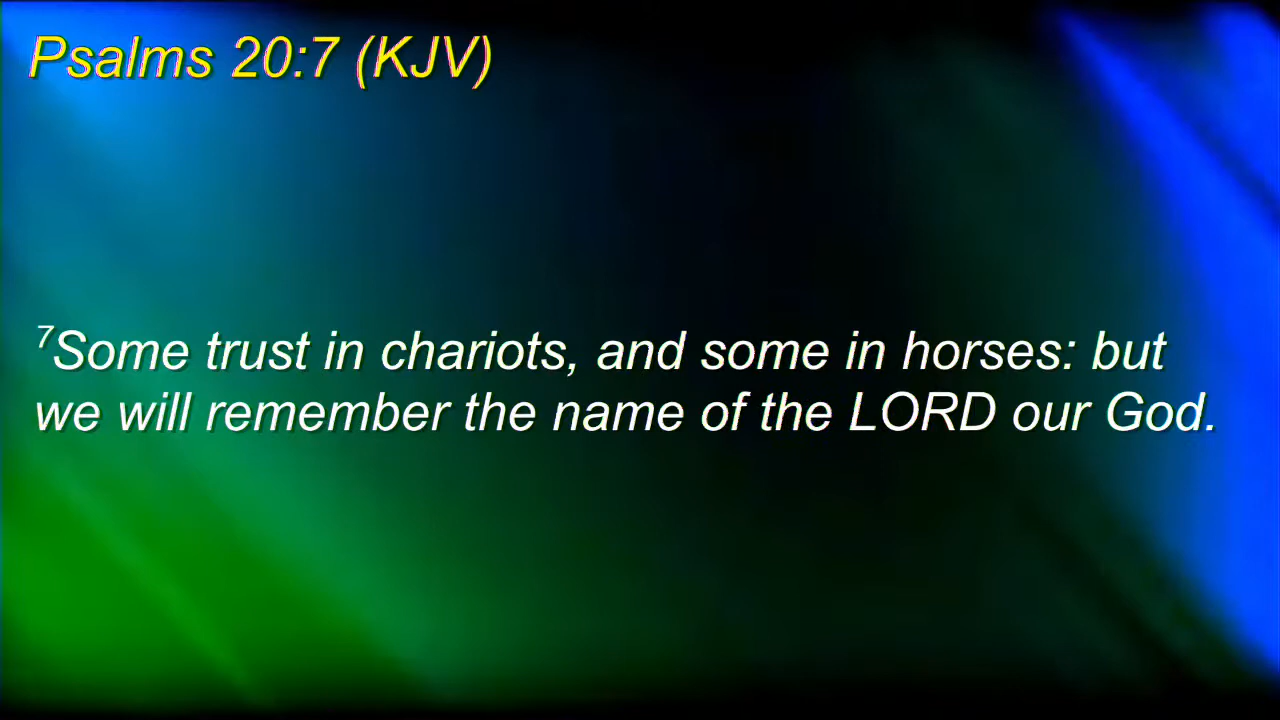 Psalms 20:7 (KJV)
⁷Some trust in chariots, and some in horses: but
we will remember the name of the LORD our God.